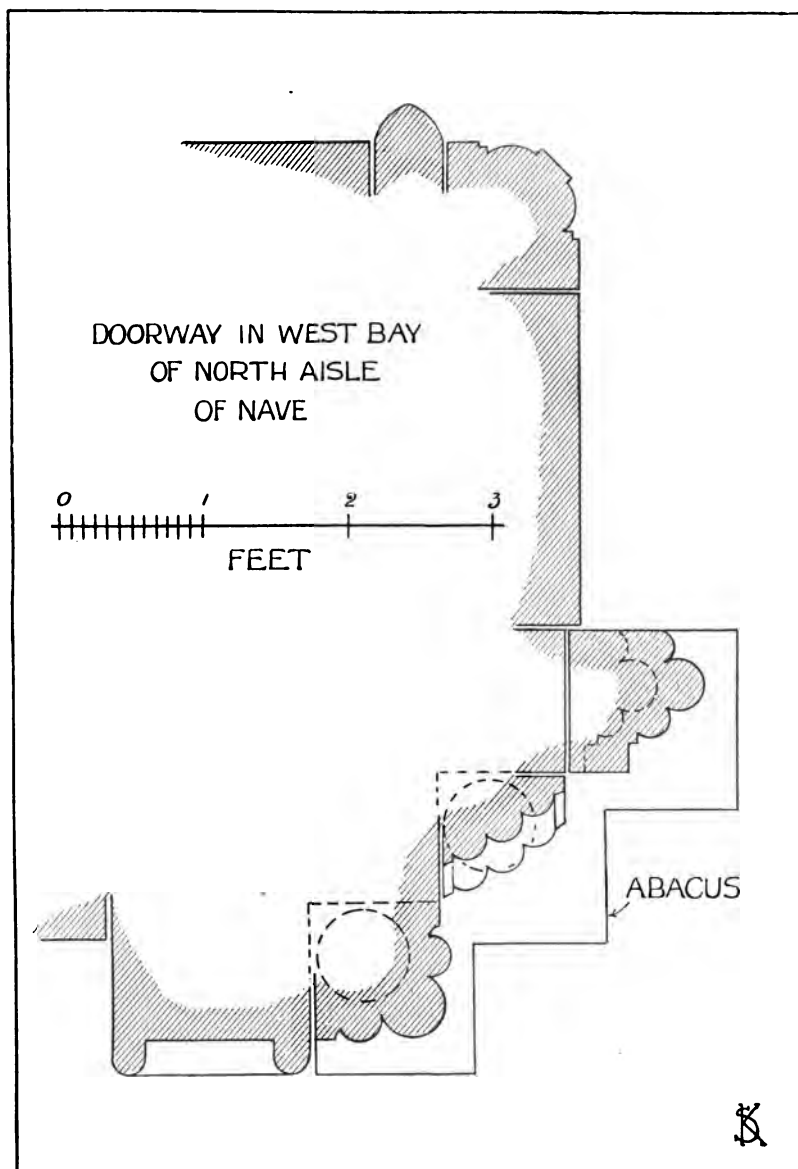 DOORWAY IN WEST BAY
OF NORTH AISLE
OF NAVE
0 1 2 3
FEET
ABACUS